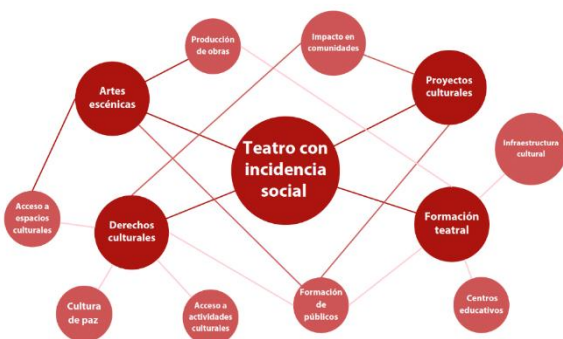 Producción
de obras
Impacto en
comunidades
Artes
escénicas
Proyectos
culturales
Teatro con
incidencia
social
Infraestructura
cultural
Acceso a
espacios
culturales
Derechos
culturales
Formación
teatral
Cultura
de paz
Acceso a
actividades
culturales
Formación
de
públicos
Centros
educativos